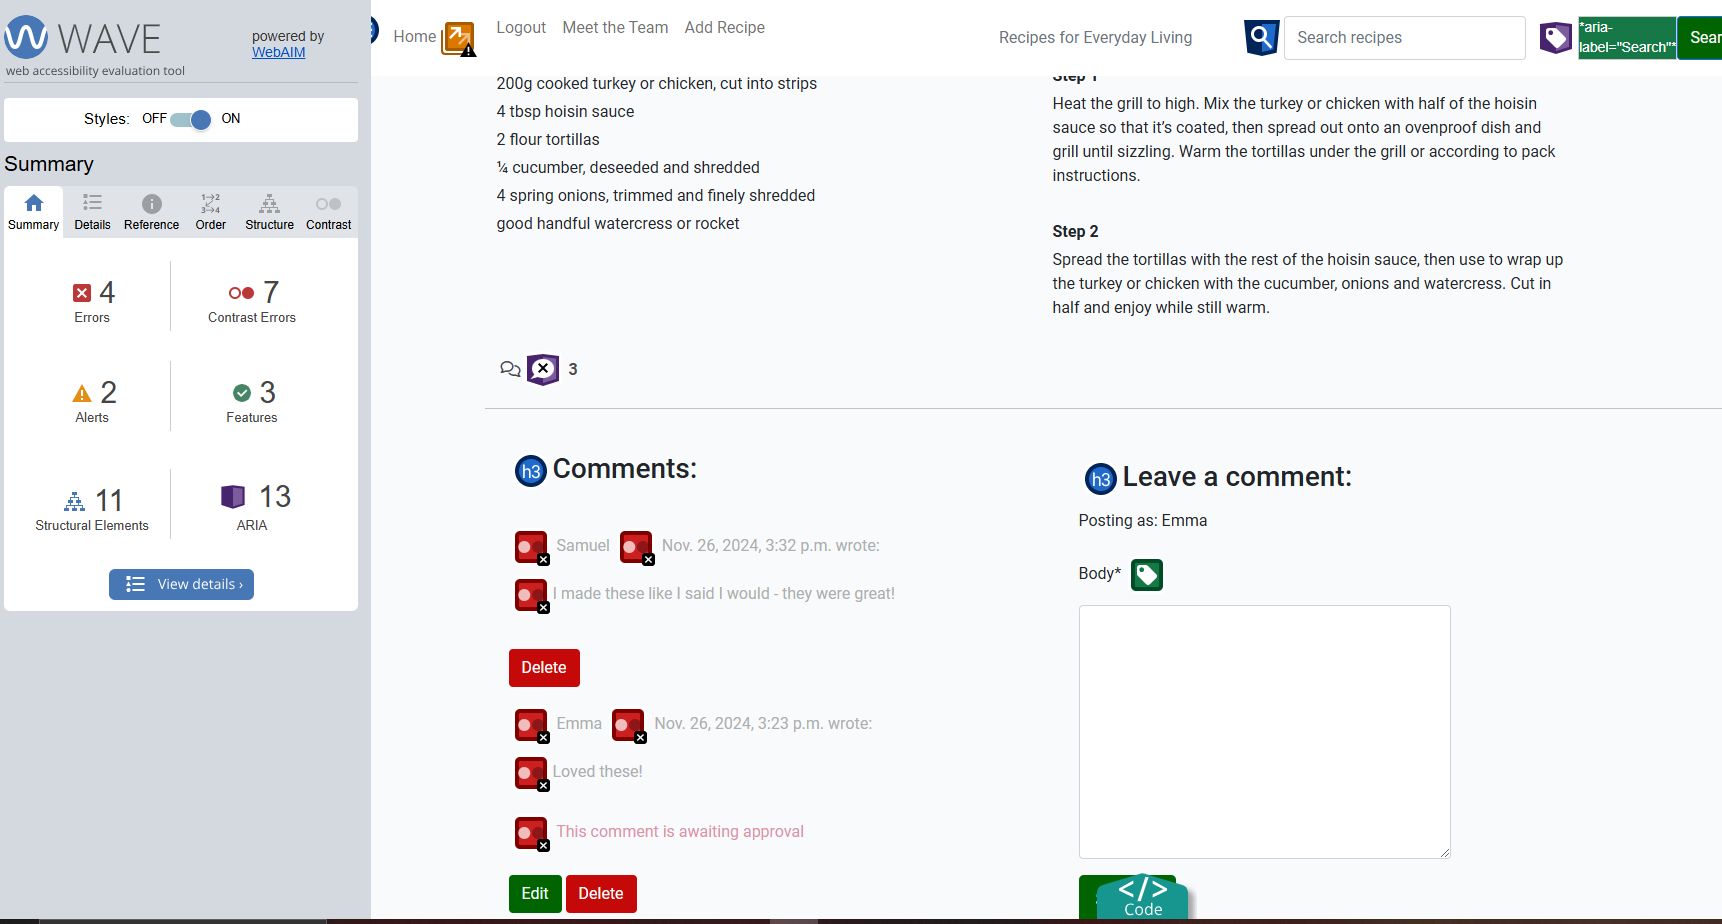 WAVE
powered by
WebAIM
web accessibility evaluation tool
Styles: OFF ON
Summary
Summary Details Reference Order Structure Contrast
4
Errors
7
Contrast Errors
2
Alerts
3
Features
11
Structural Elements
13
ARIA
View details ›
Home Logout Meet the Team Add Recipe
Recipes for Everyday Living
Search recipes
*aria-
label="Search"*
Sear
200g cooked turkey or chicken, cut into strips
4 tbsp hoisin sauce
2 flour tortillas
¼ cucumber, deseeded and shredded
4 spring onions, trimmed and finely shredded
good handful watercress or rocket
Step 1
Heat the grill to high. Mix the turkey or chicken with half of the hoisin
sauce so that it’s coated, then spread out onto an ovenproof dish and
grill until sizzling. Warm the tortillas under the grill or according to pack
instructions.
Step 2
Spread the tortillas with the rest of the hoisin sauce, then use to wrap up
the turkey or chicken with the cucumber, onions and watercress. Cut in
half and enjoy while still warm.
3
h3 Comments:
Samuel Nov. 26, 2024, 3:32 p.m. wrote:
I made these like I said I would - they were great!
Delete
Emma Nov. 26, 2024, 3:23 p.m. wrote:
Loved these!
This comment is awaiting approval
Edit Delete
h3 Leave a comment:
Posting as: Emma
Body*
</>
Code